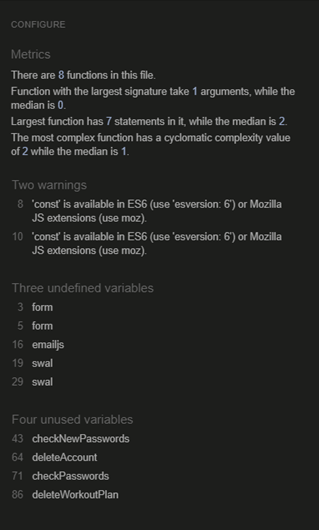 CONFIGURE
Metrics
There are 8 functions in this file.
Function with the largest signature take 1 arguments, while the
median is 0.
Largest function has 7 statements in it, while the median is 2.
The most complex function has a cyclomatic complexity value
of 2 while the median is 1.
Two warnings
8 'const' is available in ES6 (use 'esversion: 6') or Mozilla
JS extensions (use moz).
10 'const' is available in ES6 (use 'esversion: 6') or Mozilla
JS extensions (use moz).
Three undefined variables
3 form
5 form
16 emailjs
19 swal
29 swal
Four unused variables
43 checkNewPasswords
64 deleteAccount
71 checkPasswords
86 deleteWorkoutPlan